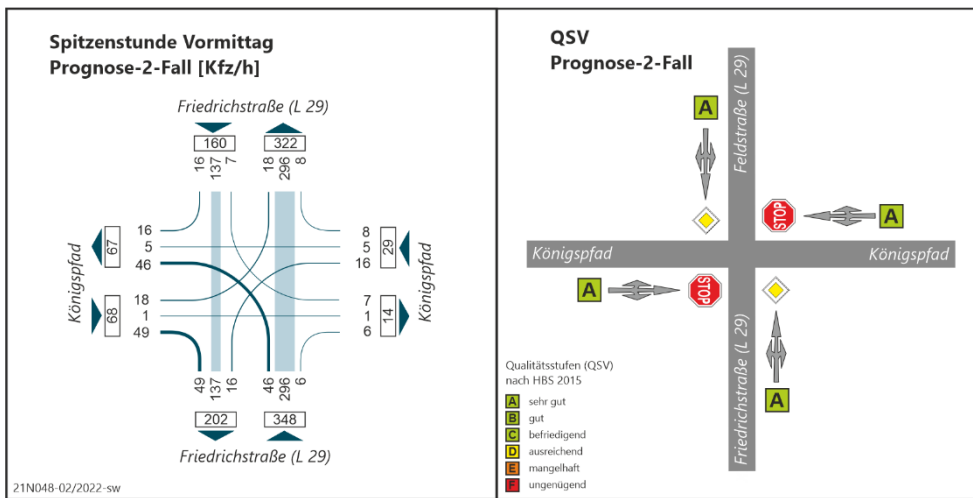 Spitzenstunde Vormittag
Prognose-2-Fall [Kfz/h]
Friedrichstraße (L 29)
160
322
16
137
7
18
296
8
Königspfad
67
16
5
46
68
18
1
49
8
5
16
29
7
1
6
14
Königspfad
49
137
16
46
296
6
202
348
Friedrichstraße (L 29)
21N048-02/2022-sw
QSV
Prognose-2-Fall
Feldstraße (L 29)
A
STOP
A
Königspfad
Königspfad
A
STOP
A
Friedrichstraße (L 29)
Qualitätsstufen (QSV)
nach HBS 2015
A sehr gut
B gut
C befriedigend
D ausreichend
E mangelhaft
F ungenügend